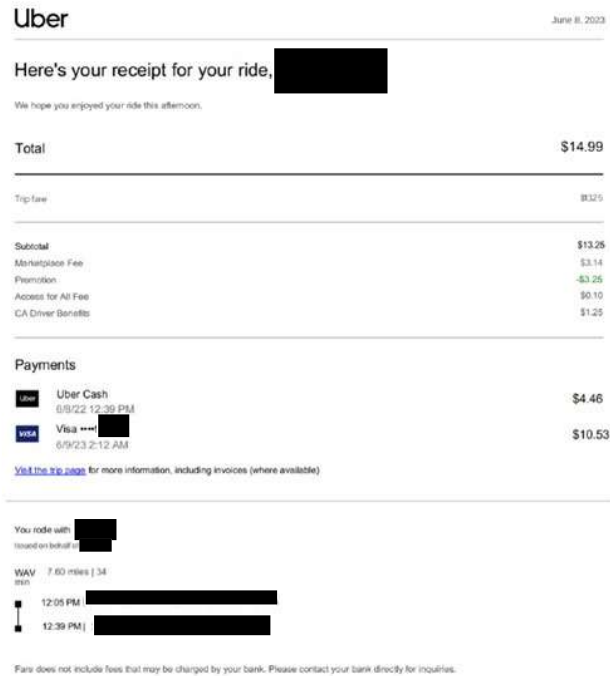 Uber
June 8, 2023
Here's your receipt for your ride,
We hope you enjoyed your ride this afternoon.
Total $14.99
Trip fare
Subtotal $13.25
Marketplace Fee $3.14
Promotion -$3.25
Access for All Fee $0.10
CA Driver Benefits $1.25
Payments
Uber
Uber Cash $4.46
6/8/22 12:39 PM
VISA
Visa ••••
$10.53
6/9/23 2:12 AM
Visit the trip page for more information, including invoices (where available)
You rode with
Issued on behalf of
WAV 7.60 miles | 34
min
12:05 PM |
12:39 PM |
Fare does not include fees that may be charged by your bank. Please contact your bank directly for inquiries.